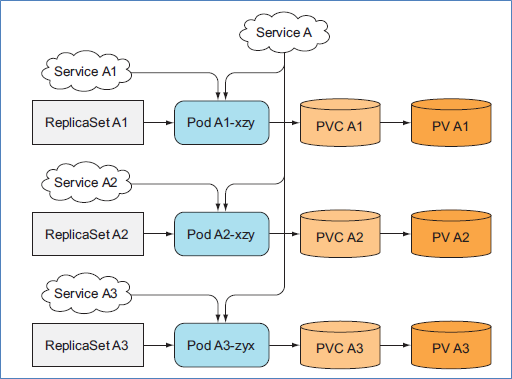 Service A
Service A1
ReplicaSet A1
Pod A1-xzy
PVC A1
PV A1
Service A2
ReplicaSet A2
Pod A2-xzy
PVC A2
PV A2
Service A3
ReplicaSet A3
Pod A3-zyx
PVC A3
PV A3